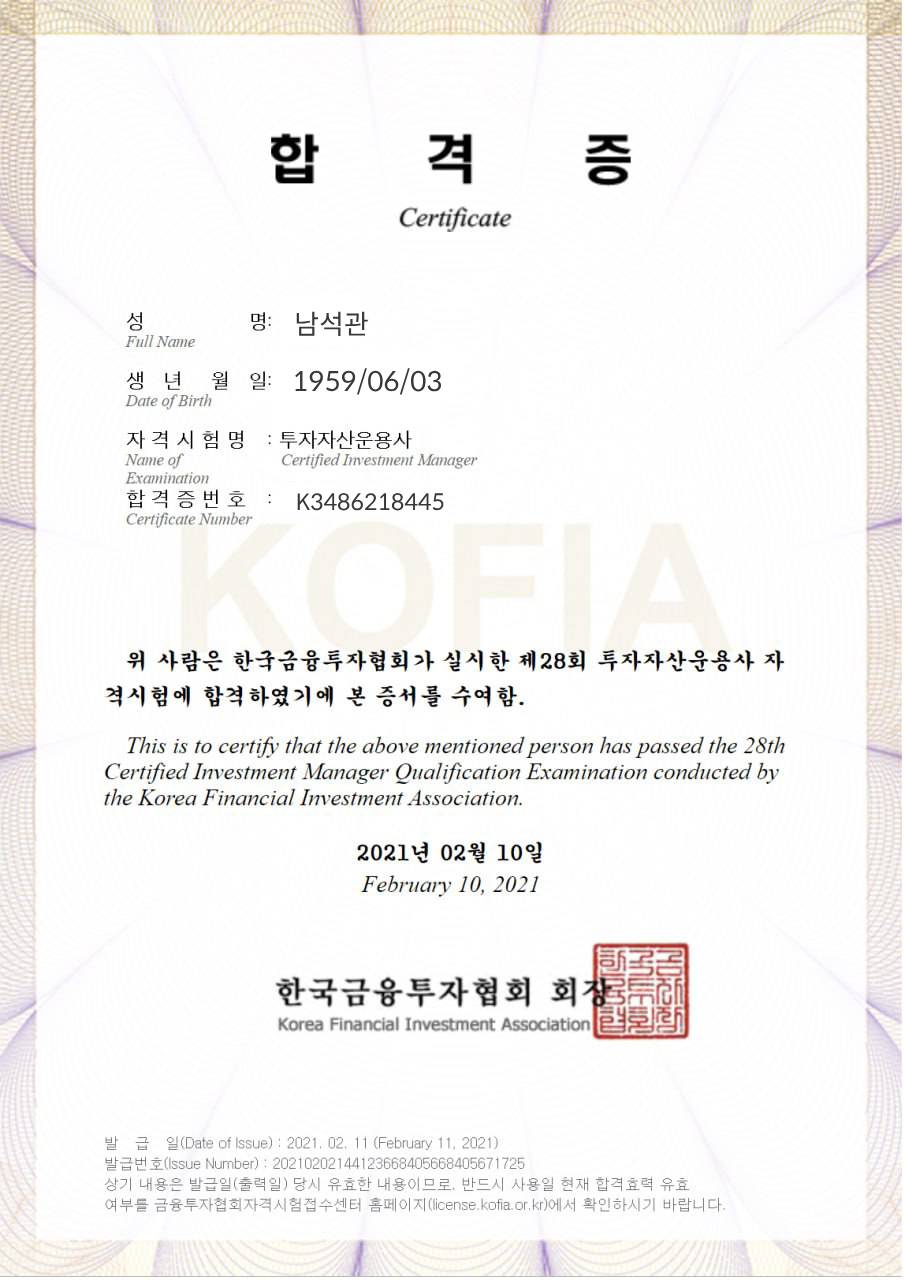 합 격 증
Certificate
성 명: 남석관
Full Name
생 년 월 일: 1959/06/03
Date of Birth
자 격 시 험 명 : 투자자산운용사
Name of Examination
Certified Investment Manager
합 격 증 번 호 : K3486218445
Certificate Number
KOFIA
위 사람은 한국금융투자협회가 실시한 제28회 투자자산운용사 자
격시험에 합격하였기에 본 증서를 수여함.
This is to certify that the above mentioned person has passed the 28th
Certified Investment Manager Qualification Examination conducted by
the Korea Financial Investment Association.
2021년 02월 10일
February 10, 2021
한국금융투자협회 회장
Korea Financial Investment Association
발 급 일(Date of Issue) : 2021. 02. 11 (February 11, 2021)
발급번호(Issue Number) : 20210202144123668405668405671725
상기 내용은 발급일(출력일) 당시 유효한 내용이므로, 반드시 사용일 현재 합격효력 유효
여부를 금융투자협회자격시험접수센터 홈페이지(license.kofia.or.kr)에서 확인하시기 바랍니다.